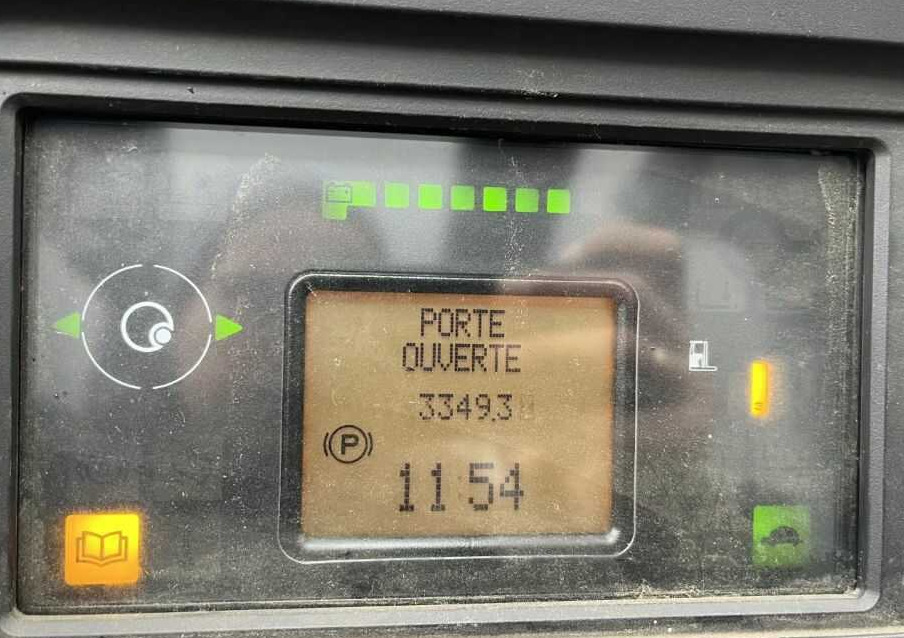 PORTE
OUVERTE
3349.3
(P)
11:54